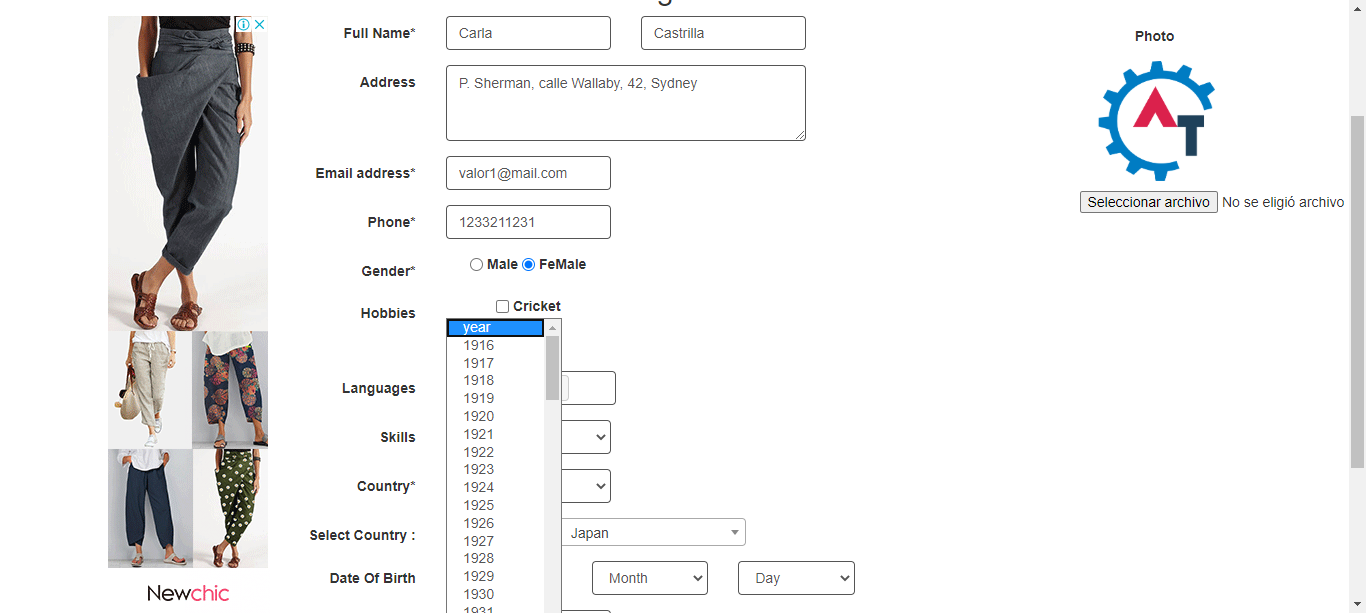 Full Name* Carla Castrilla
Photo
Address P. Sherman, calle Wallaby, 42, Sydney
AT
Email address* valor1@mail.com
Seleccionar archivo No se eligió archivo
Phone* 1233211231
Gender* Male FeMale
Hobbies Cricket
year
1916
1917
1918
Languages
1919
1920
Skills
1921
1922
1923
Country*
1924
1925
1926
Select Country : Japan
1927
1928
Date Of Birth Month Day
1929
1930
1931
Newchic